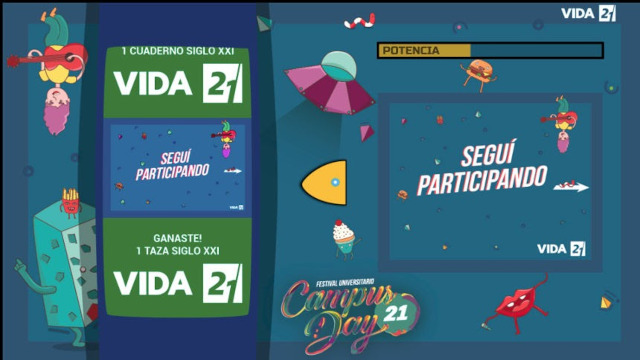 VIDA 21
1 CUADERNO SIGLO XXI
VIDA 21
POTENCIA
SEGUÍ
PARTICIPANDO
VIDA 21
GANASTE!
1 TAZA SIGLO XXI
VIDA 21
SEGUÍ
PARTICIPANDO
VIDA 21
FESTIVAL UNIVERSITARIO
Campus
Day 21